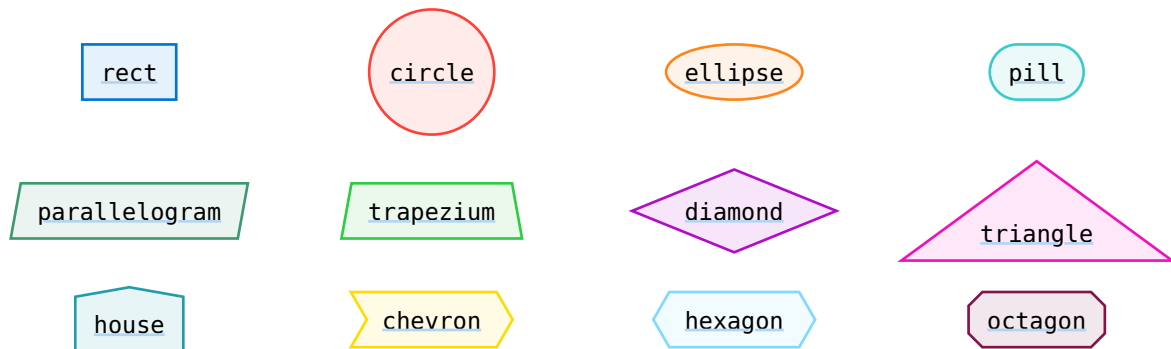 rect circle ellipse pill
parallelogram trapezium diamond triangle
house chevron hexagon octagon